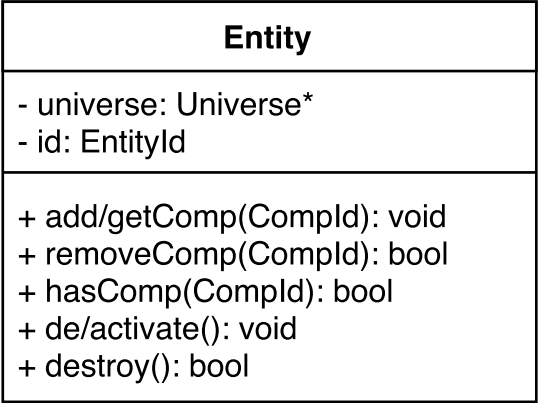 Entity
- universe: Universe*
- id: EntityId
+ add/getComp(CompId): void
+ removeComp(CompId): bool
+ hasComp(CompId): bool
+ de/activate(): void
+ destroy(): bool